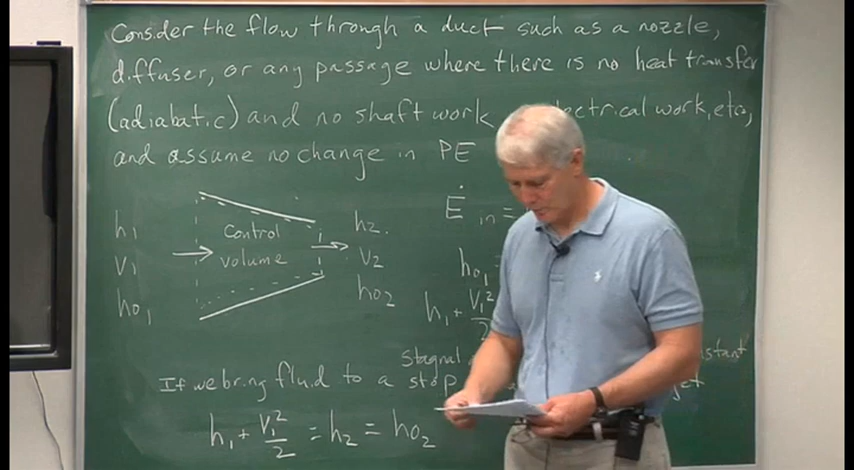 Consider the flow through a duct such as a nozzle,
diffuser, or any passage where there is no heat transfer
(adiabatic) and no shaft work electrical work, etc,
and assume no change in PE
h₁
V₁
ho₁
Control
volume
h₂
V₂
ho₂
Ė in =
ho₁
h₁ + V₁²/2
If we bring fluid to a stop
h₁ + V₁²/2 = h₂ = ho₂